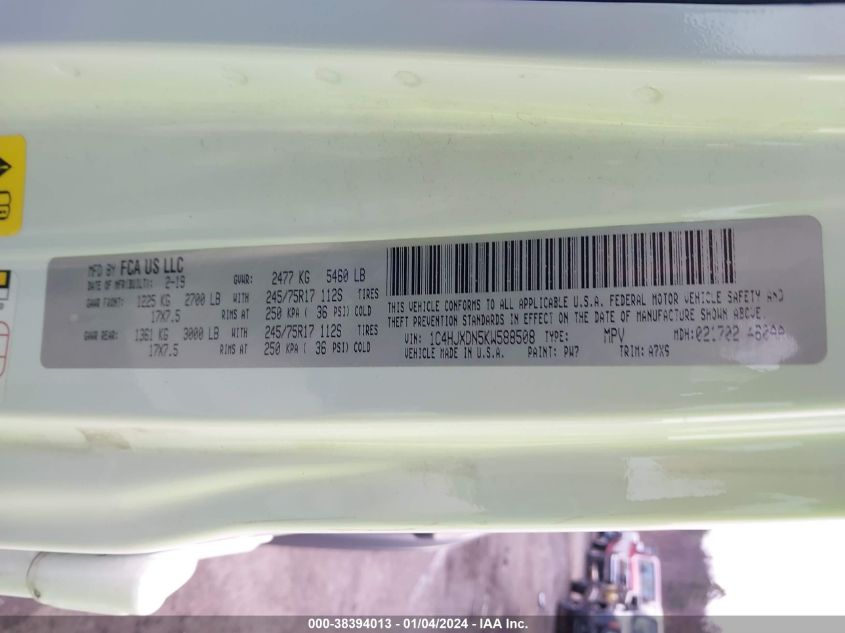 MFD BY FCA US LLC
DATE OF MFR(BUILT): 2-19 GVWR: 2477 KG 5460 LB
GAWR FRONT: 1225 KG 2700 LB WITH 245/75R17 112S TIRES
17X7.5 RIMS AT 250 KPA ( 36 PSI) COLD
GAWR REAR: 1361 KG 3000 LB WITH 245/75R17 112S TIRES
17X7.5 RIMS AT 250 KPA ( 36 PSI) COLD
THIS VEHICLE CONFORMS TO ALL APPLICABLE U.S.A. FEDERAL MOTOR VEHICLE SAFETY AND
THEFT PREVENTION STANDARDS IN EFFECT ON THE DATE OF MANUFACTURE SHOWN ABOVE.
VIN: 1C4HJXDN5KW588508 TYPE: MPV MDH:
VEHICLE MADE IN U.S.A. PAINT: PW7 TRIM: A7X9
000-38394013 - 01/04/2024 - IAA Inc.